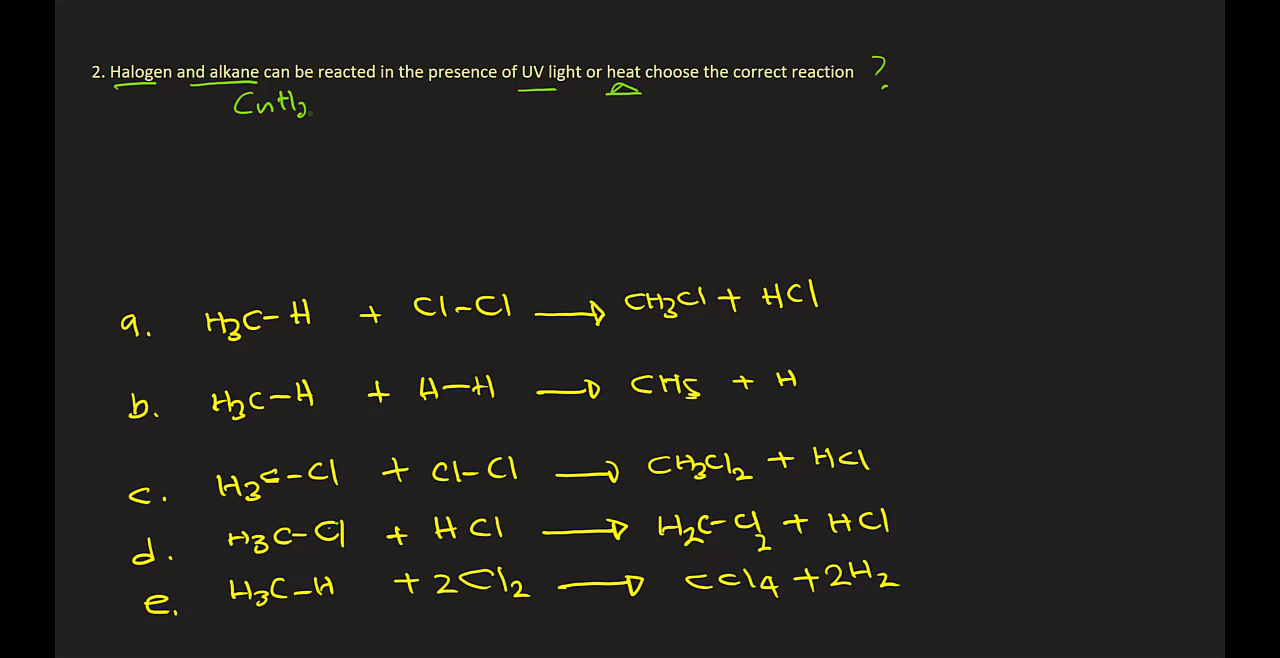 2. Halogen and alkane can be reacted in the presence of UV light or heat choose the correct reaction ?
CnH2
a. H3C-H + Cl-Cl → CH3Cl + HCl
b. H3C-H + H-H → CH5 + H
c. H3C-Cl + Cl-Cl → CH3Cl2 + HCl
d. H3C-Cl + HCl → H2C-Cl2 + HCl
e. H3C-H + 2Cl2 → CCl4 + 2H2